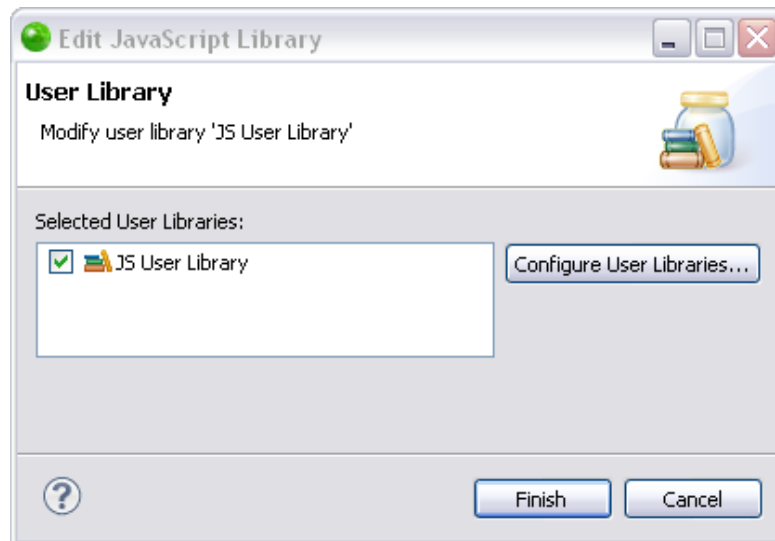 Edit JavaScript Library
User Library
Modify user library 'JS User Library'
Selected User Libraries:
JS User Library
Configure User Libraries...
?
Finish
Cancel